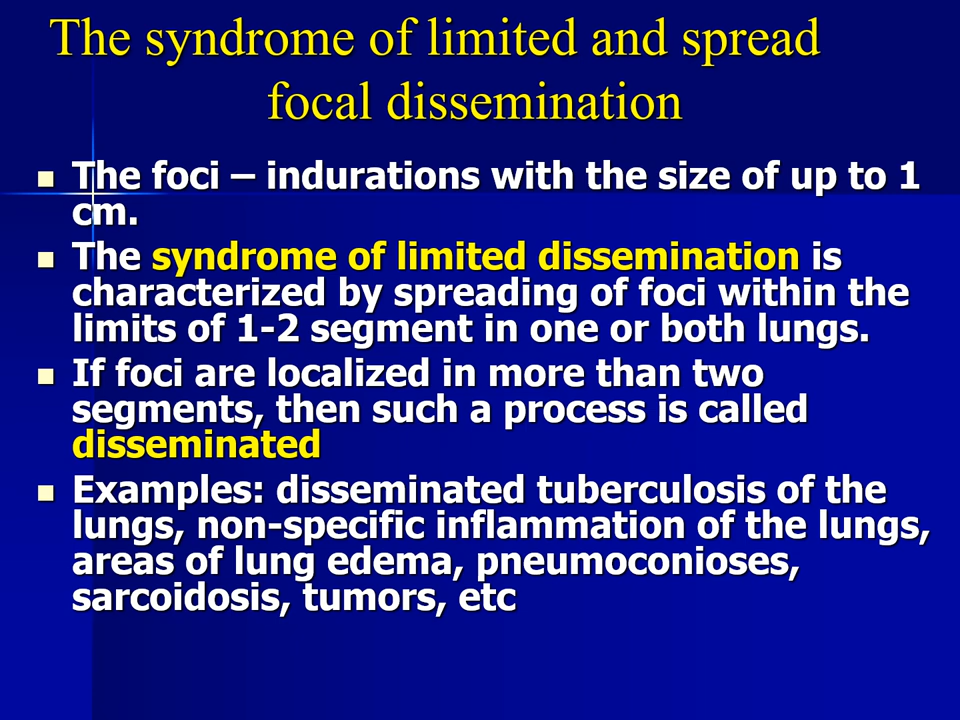 The syndrome of limited and spread
focal dissemination
The foci – indurations with the size of up to 1
cm.
The syndrome of limited dissemination is
characterized by spreading of foci within the
limits of 1-2 segment in one or both lungs.
If foci are localized in more than two
segments, then such a process is called
disseminated
Examples: disseminated tuberculosis of the
lungs, non-specific inflammation of the lungs,
areas of lung edema, pneumoconioses,
sarcoidosis, tumors, etc